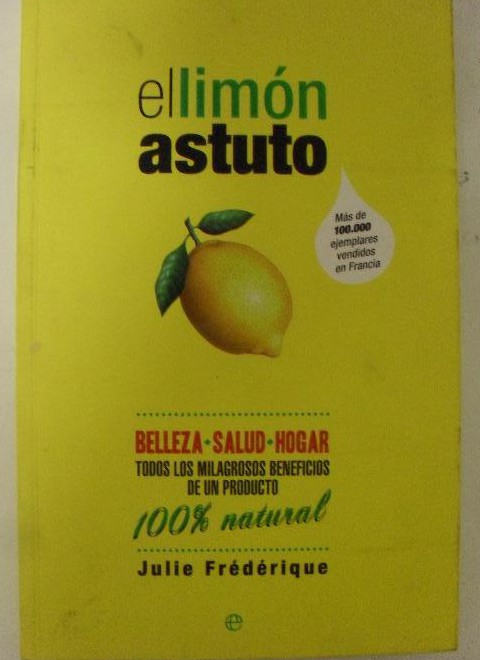 ellimón
astuto
Más de
100.000
ejemplares
vendidos
en Francia
BELLEZA • SALUD • HOGAR
TODOS LOS MILAGROSOS BENEFICIOS
DE UN PRODUCTO
100% natural
Julie Frédérique